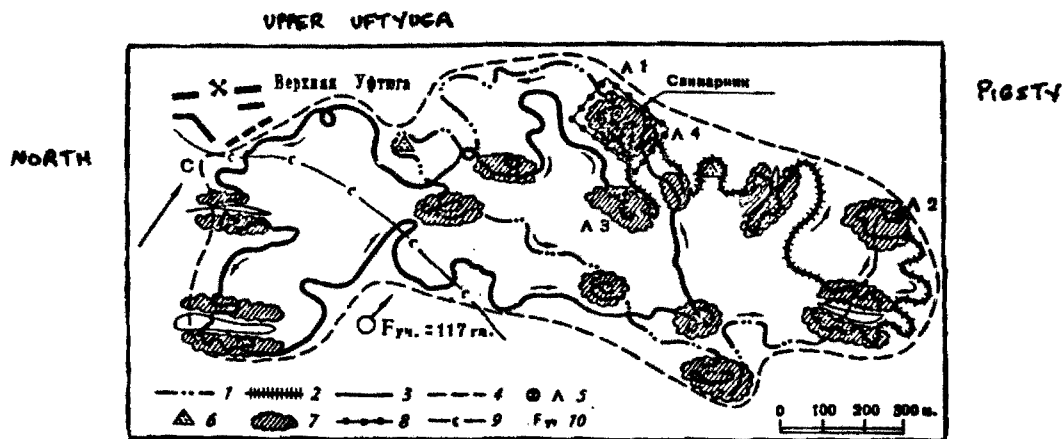 UPPER UFTYUGA
PIGSTY
NORTH
Верхняя Уфтюга
Свинарник
Λ 1
Λ 4
Λ 2
Λ 3
С
с
с
с
с
Fуч. = 117 га.
1 2 3 4 Λ 5
6 7 8 с 9 Fуч 10
0 100 200 300 м.